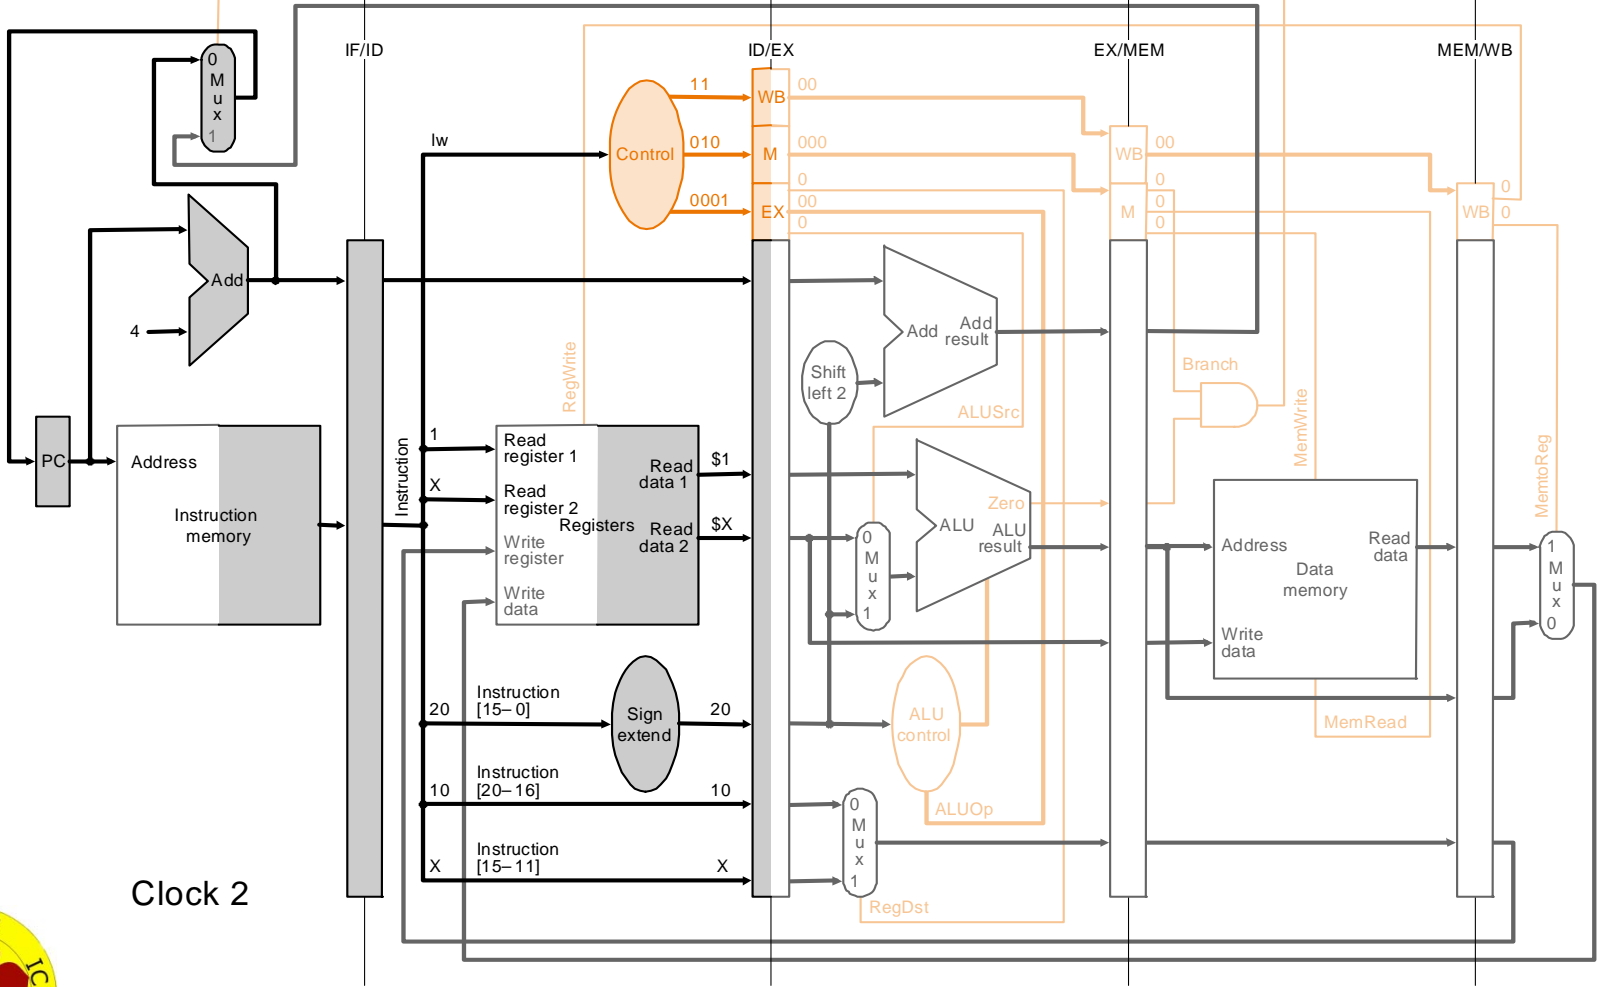 IF/ID
ID/EX
EX/MEM
MEM/WB
0
M
u
x
1
11
WB
00
lw
Control
010
M
000
WB
00
0
0
0001
EX
00
0
M
0
0
WB
0
0
Add
4
Add
Add
result
RegWrite
Shift
left 2
Branch
ALUSrc
MemWrite
MemtoReg
PC
Address
Instruction
memory
Instruction
1
Read
register 1
X
Read
register 2
Registers
Write
register
Write
data
Read
data 1
$1
Read
data 2
$X
Zero
ALU
ALU
result
0
M
u
x
1
Address
Read
data
Data
memory
Write
data
1
M
u
x
0
Instruction
[15–0]
20
Sign
extend
20
ALU
control
MemRead
Instruction
[20–16]
10
10
ALUOp
0
M
u
x
1
Instruction
[15–11]
X
X
RegDst
Clock 2
IC